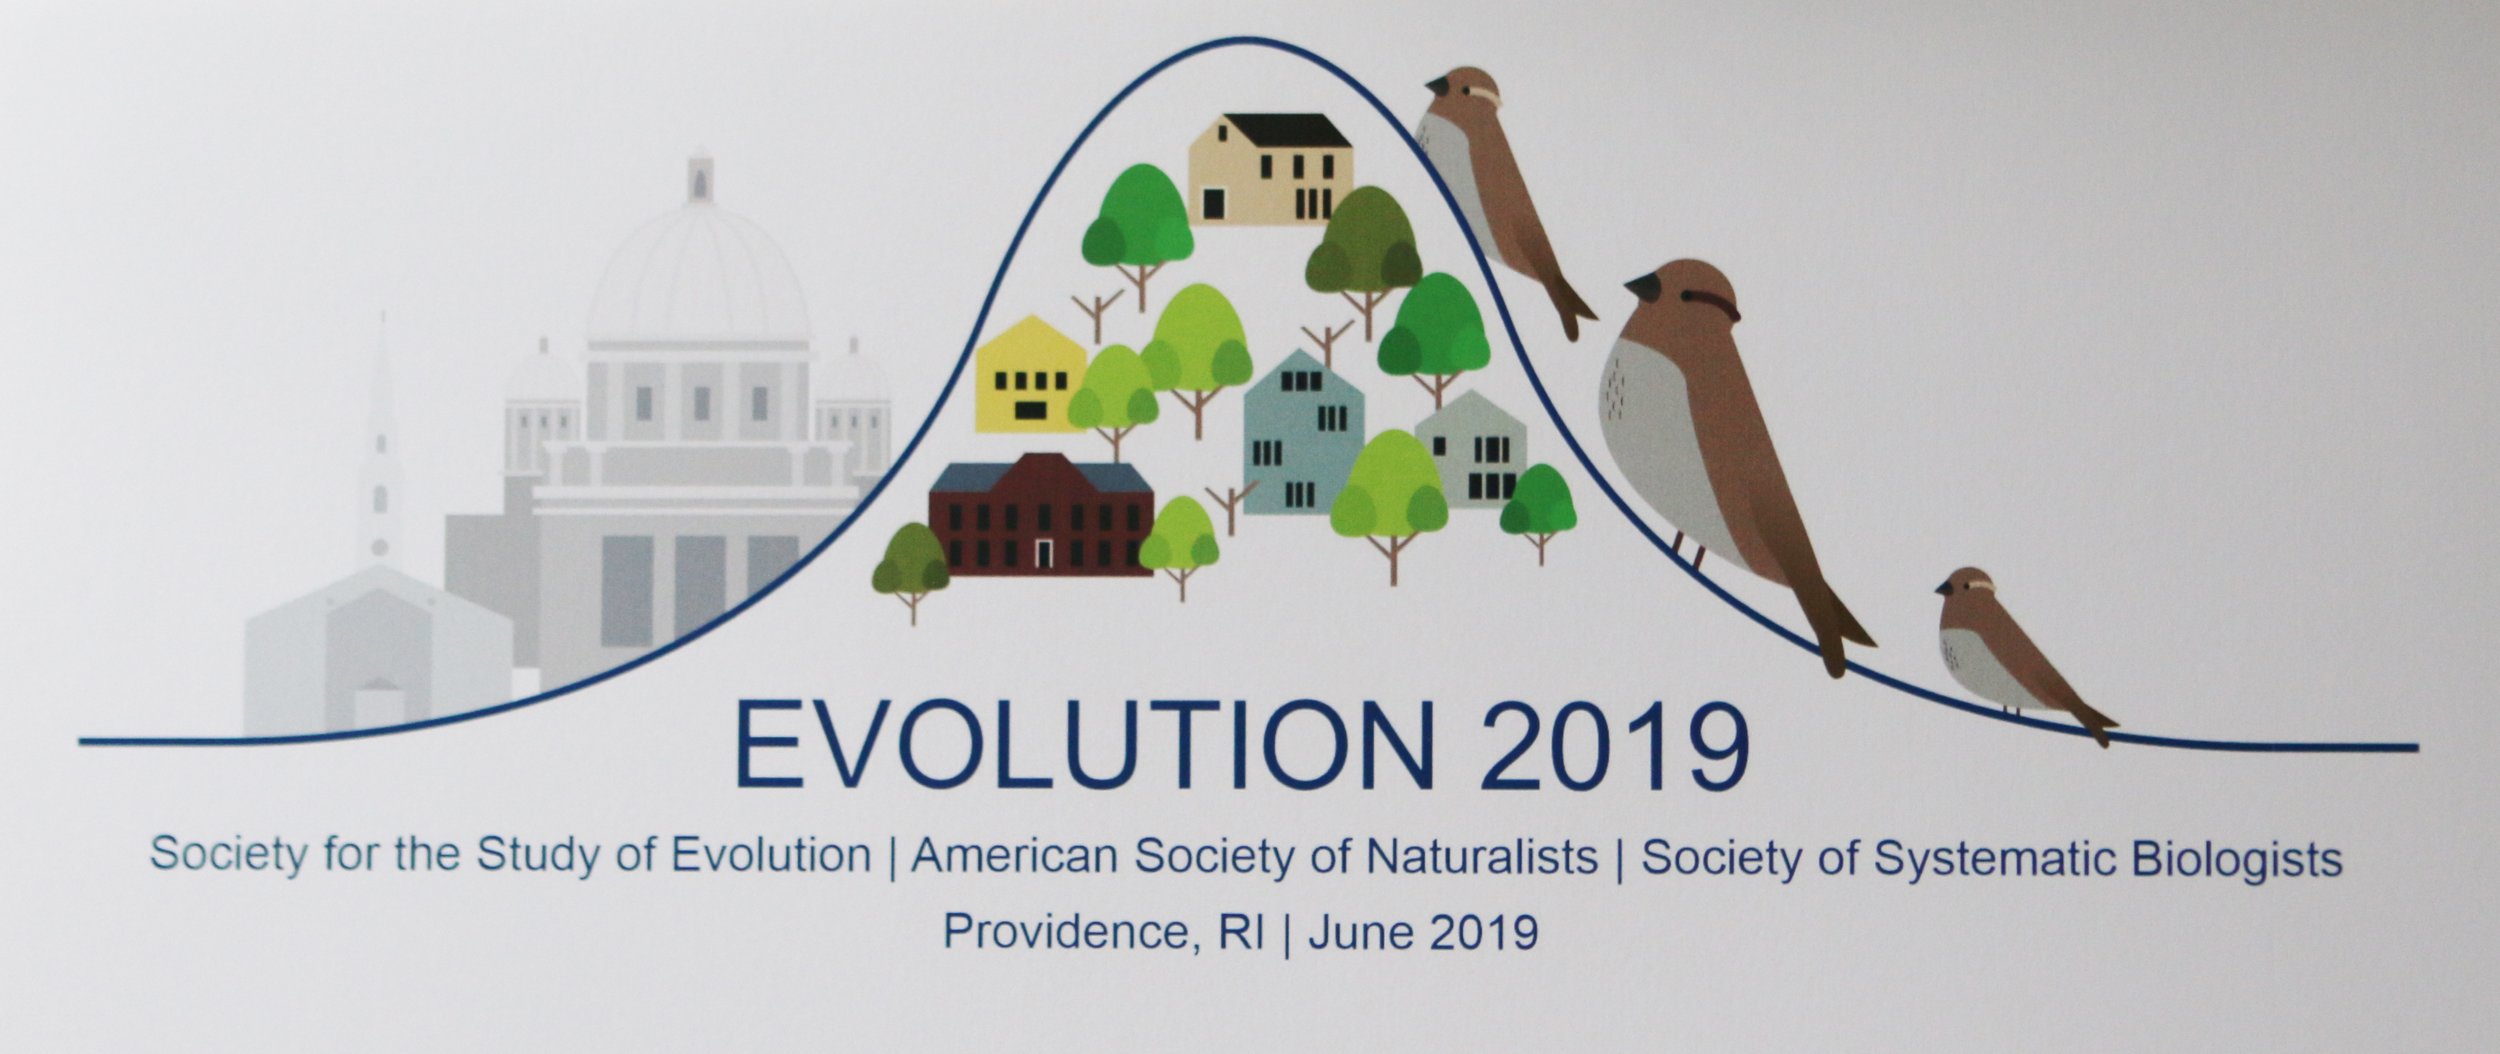 EVOLUTION 2019
Society for the Study of Evolution | American Society of Naturalists | Society of Systematic Biologists
Providence, RI | June 2019